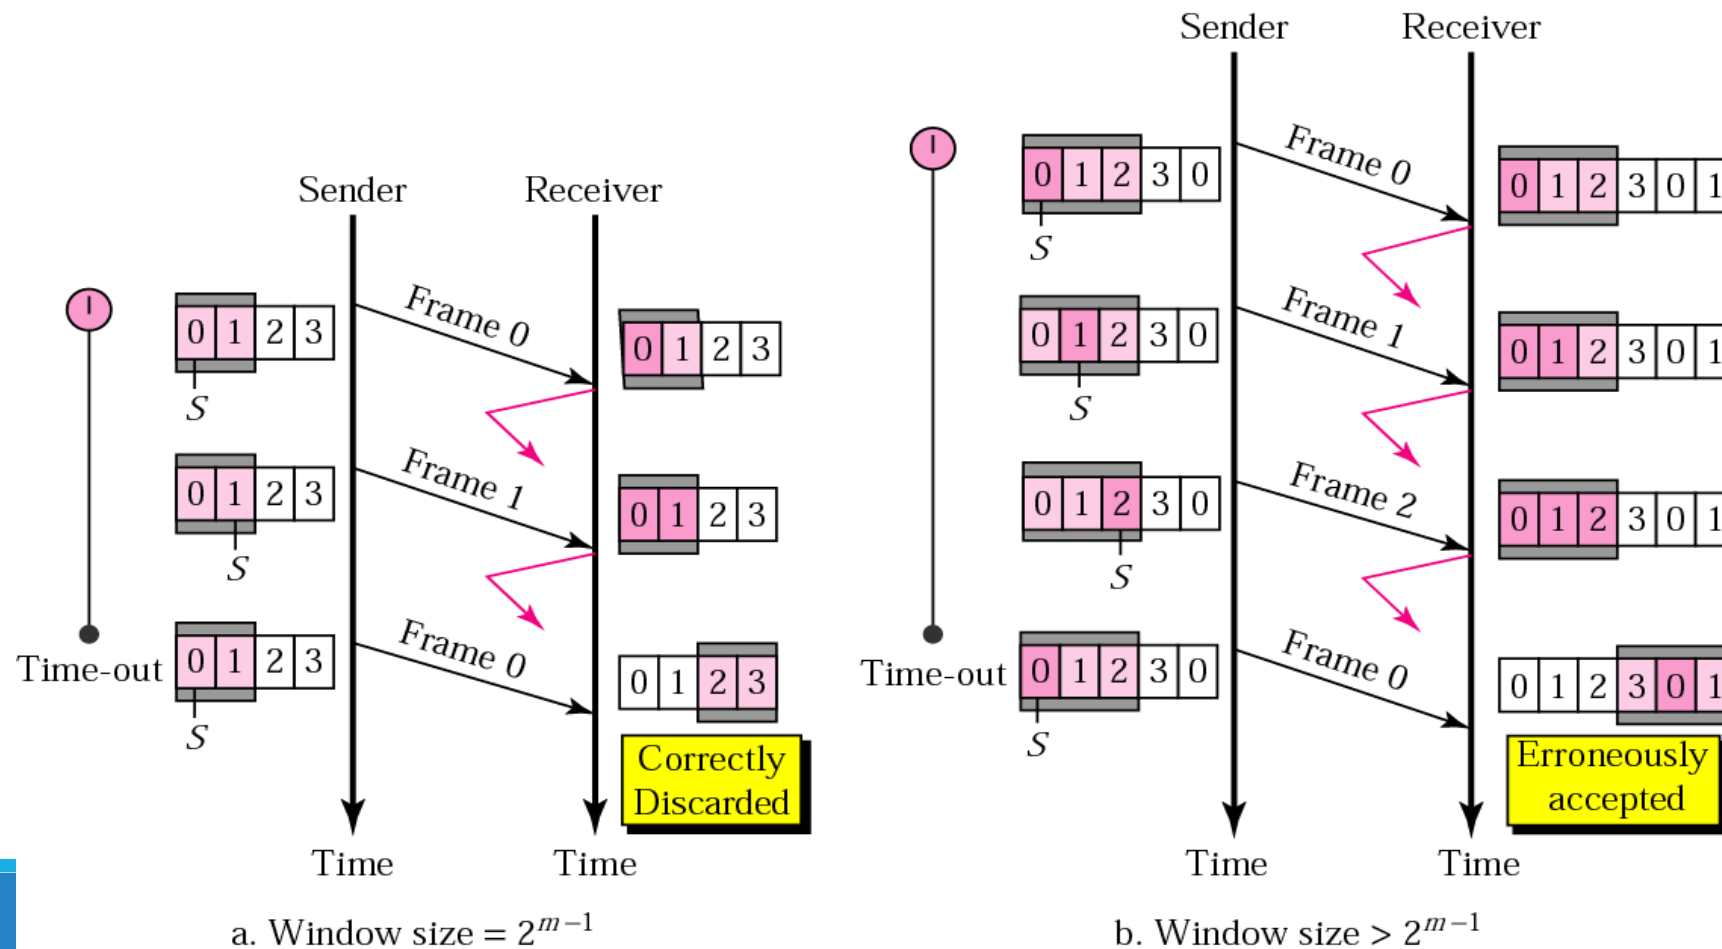 Sender Receiver
Frame 0
0 1 2 3
0 1 2 3
S
Frame 1
0 1 2 3
0 1 2 3
S
Frame 0
0 1 2 3
0 1 2 3
Time-out
S
Correctly
Discarded
Time Time
a. Window size = 2^{m−1}
Sender Receiver
Frame 0
0 1 2 3 0
0 1 2 3 0 1
S
Frame 1
0 1 2 3 0
0 1 2 3 0 1
S
Frame 2
0 1 2 3 0
0 1 2 3 0 1
S
Frame 0
0 1 2 3 0
0 1 2 3 0 1
Time-out
S
Erroneously
accepted
Time Time
b. Window size > 2^{m−1}